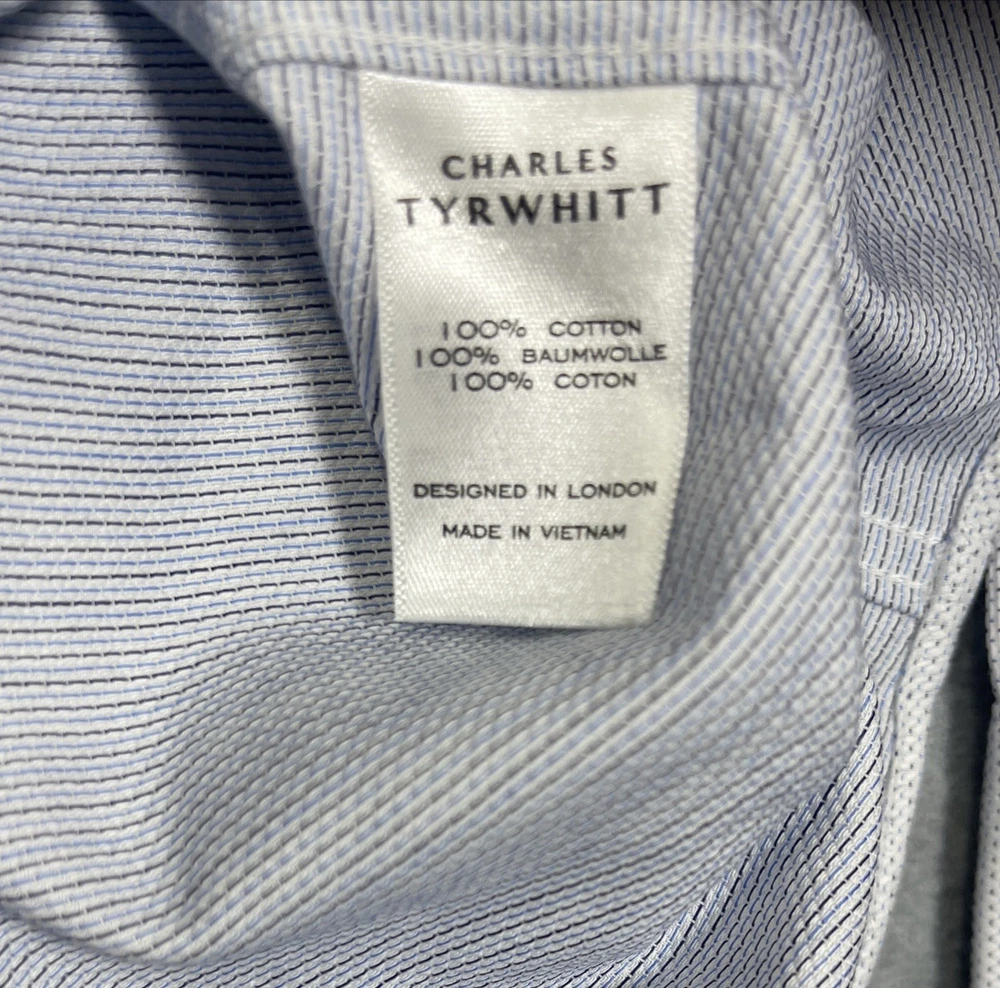 CHARLES
TYRWHITT
100% COTTON
100% BAUMWOLLE
100% COTON
DESIGNED IN LONDON
MADE IN VIETNAM